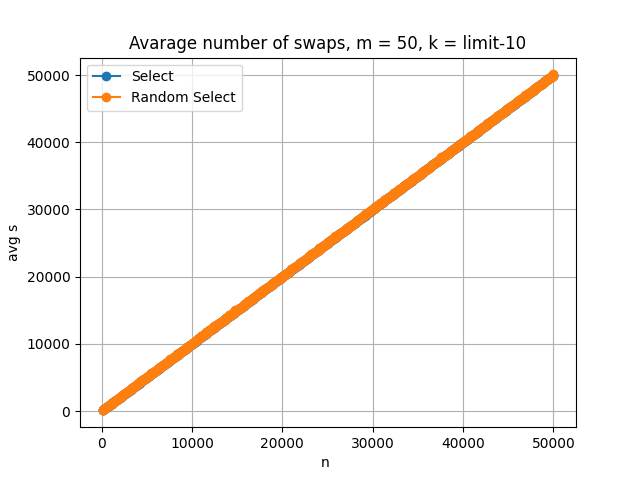 Avarage number of swaps, m = 50, k = limit-10
Select
Random Select
50000
40000
30000
20000
10000
0
avg s
0 10000 20000 30000 40000 50000
n